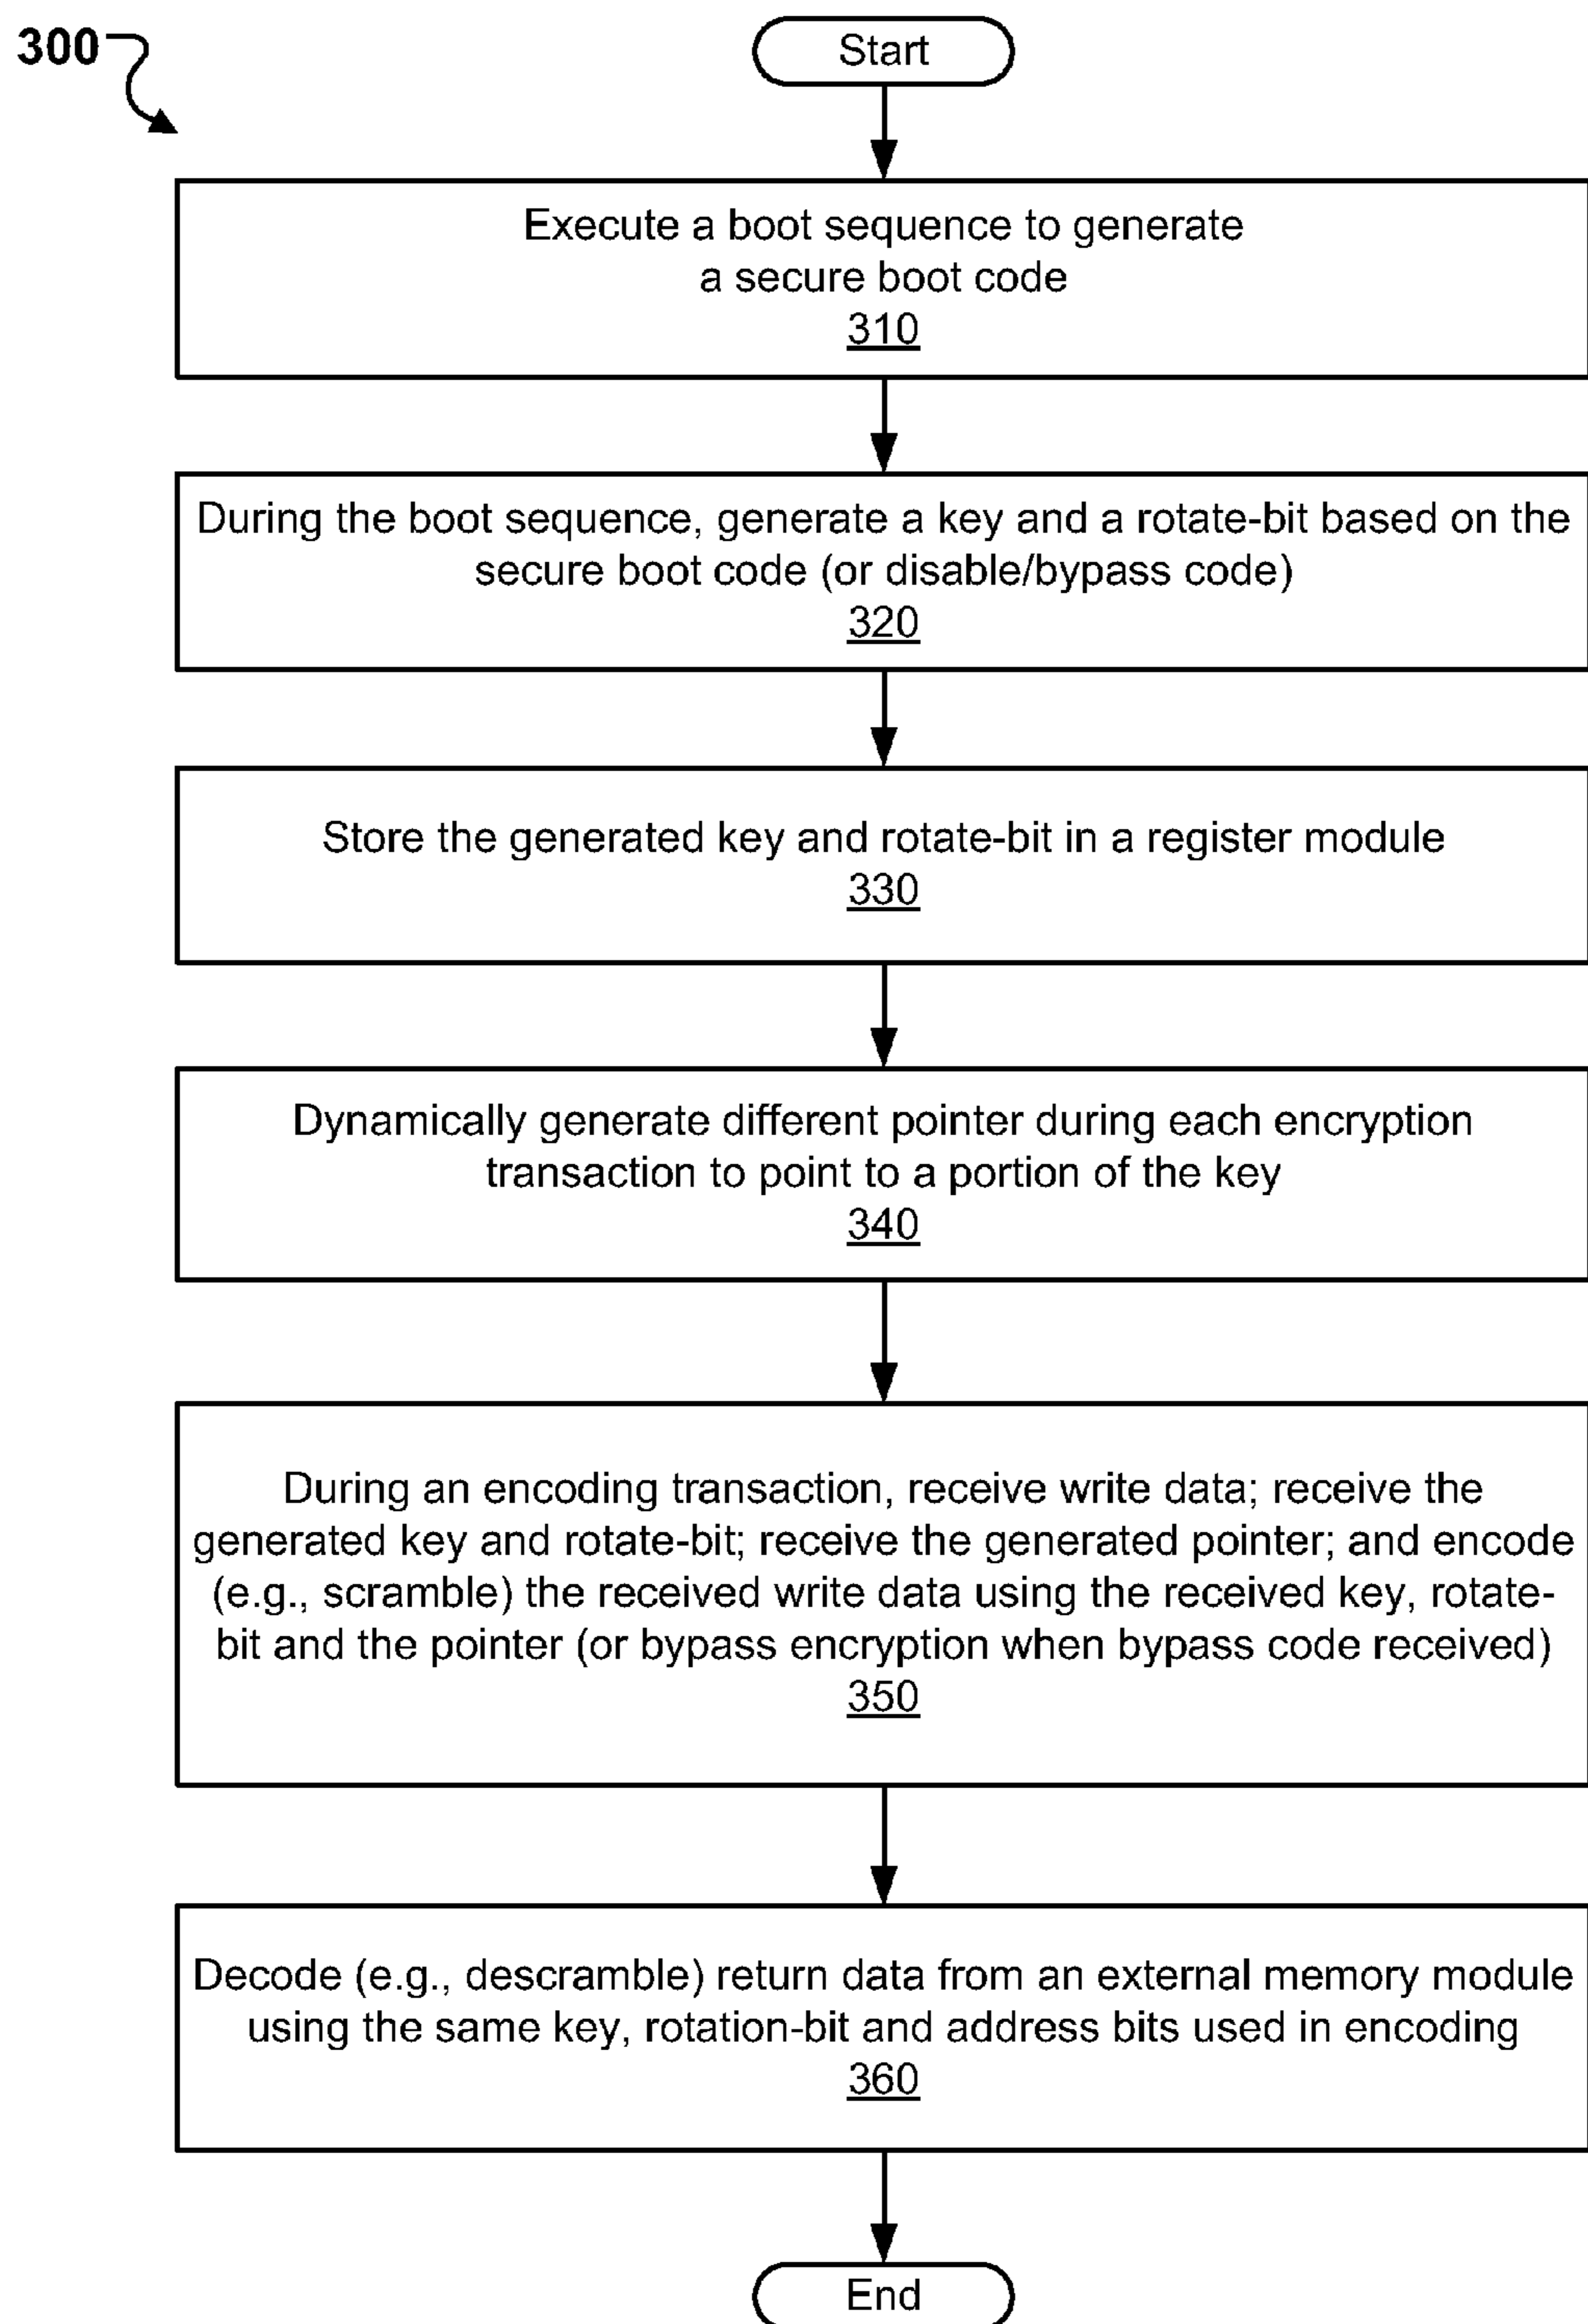 300
Start
Execute a boot sequence to generate
a secure boot code
310
During the boot sequence, generate a key and a rotate-bit based on the
secure boot code (or disable/bypass code)
320
Store the generated key and rotate-bit in a register module
330
Dynamically generate different pointer during each encryption
transaction to point to a portion of the key
340
During an encoding transaction, receive write data; receive the
generated key and rotate-bit; receive the generated pointer; and encode
(e.g., scramble) the received write data using the received key, rotate-
bit and the pointer (or bypass encryption when bypass code received)
350
Decode (e.g., descramble) return data from an external memory module
using the same key, rotation-bit and address bits used in encoding
360
End